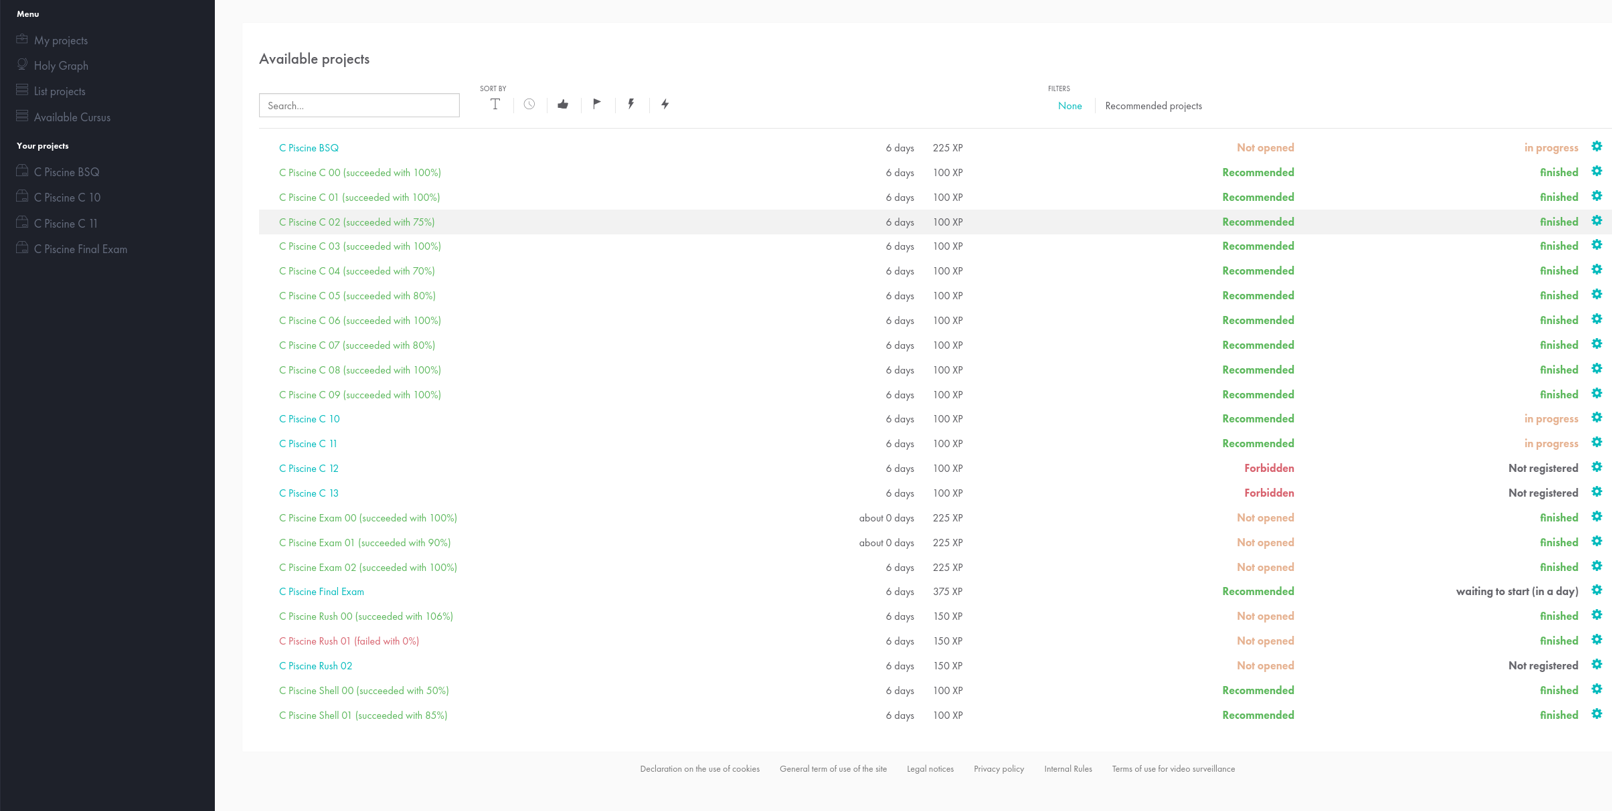 Menu
My projects
Holy Graph
List projects
Available Cursus
Your projects
C Piscine BSQ
C Piscine C 10
C Piscine C 11
C Piscine Final Exam
Available projects
SORT BY
FILTERS
Search...
None Recommended projects
C Piscine BSQ 6 days 225 XP Not opened in progress
C Piscine C 00 (succeeded with 100%) 6 days 100 XP Recommended finished
C Piscine C 01 (succeeded with 100%) 6 days 100 XP Recommended finished
C Piscine C 02 (succeeded with 75%) 6 days 100 XP Recommended finished
C Piscine C 03 (succeeded with 100%) 6 days 100 XP Recommended finished
C Piscine C 04 (succeeded with 70%) 6 days 100 XP Recommended finished
C Piscine C 05 (succeeded with 80%) 6 days 100 XP Recommended finished
C Piscine C 06 (succeeded with 100%) 6 days 100 XP Recommended finished
C Piscine C 07 (succeeded with 80%) 6 days 100 XP Recommended finished
C Piscine C 08 (succeeded with 100%) 6 days 100 XP Recommended finished
C Piscine C 09 (succeeded with 100%) 6 days 100 XP Recommended finished
C Piscine C 10 6 days 100 XP Recommended in progress
C Piscine C 11 6 days 100 XP Recommended in progress
C Piscine C 12 6 days 100 XP Forbidden Not registered
C Piscine C 13 6 days 100 XP Forbidden Not registered
C Piscine Exam 00 (succeeded with 100%) about 0 days 225 XP Not opened finished
C Piscine Exam 01 (succeeded with 90%) about 0 days 225 XP Not opened finished
C Piscine Exam 02 (succeeded with 100%) 6 days 225 XP Not opened finished
C Piscine Final Exam 6 days 375 XP Recommended waiting to start (in a day)
C Piscine Rush 00 (succeeded with 106%) 6 days 150 XP Not opened finished
C Piscine Rush 01 (failed with 0%) 6 days 150 XP Not opened finished
C Piscine Rush 02 6 days 150 XP Not opened Not registered
C Piscine Shell 00 (succeeded with 50%) 6 days 100 XP Recommended finished
C Piscine Shell 01 (succeeded with 85%) 6 days 100 XP Recommended finished
Declaration on the use of cookies General term of use of the site Legal notices Privacy policy Internal Rules Terms of use for video surveillance